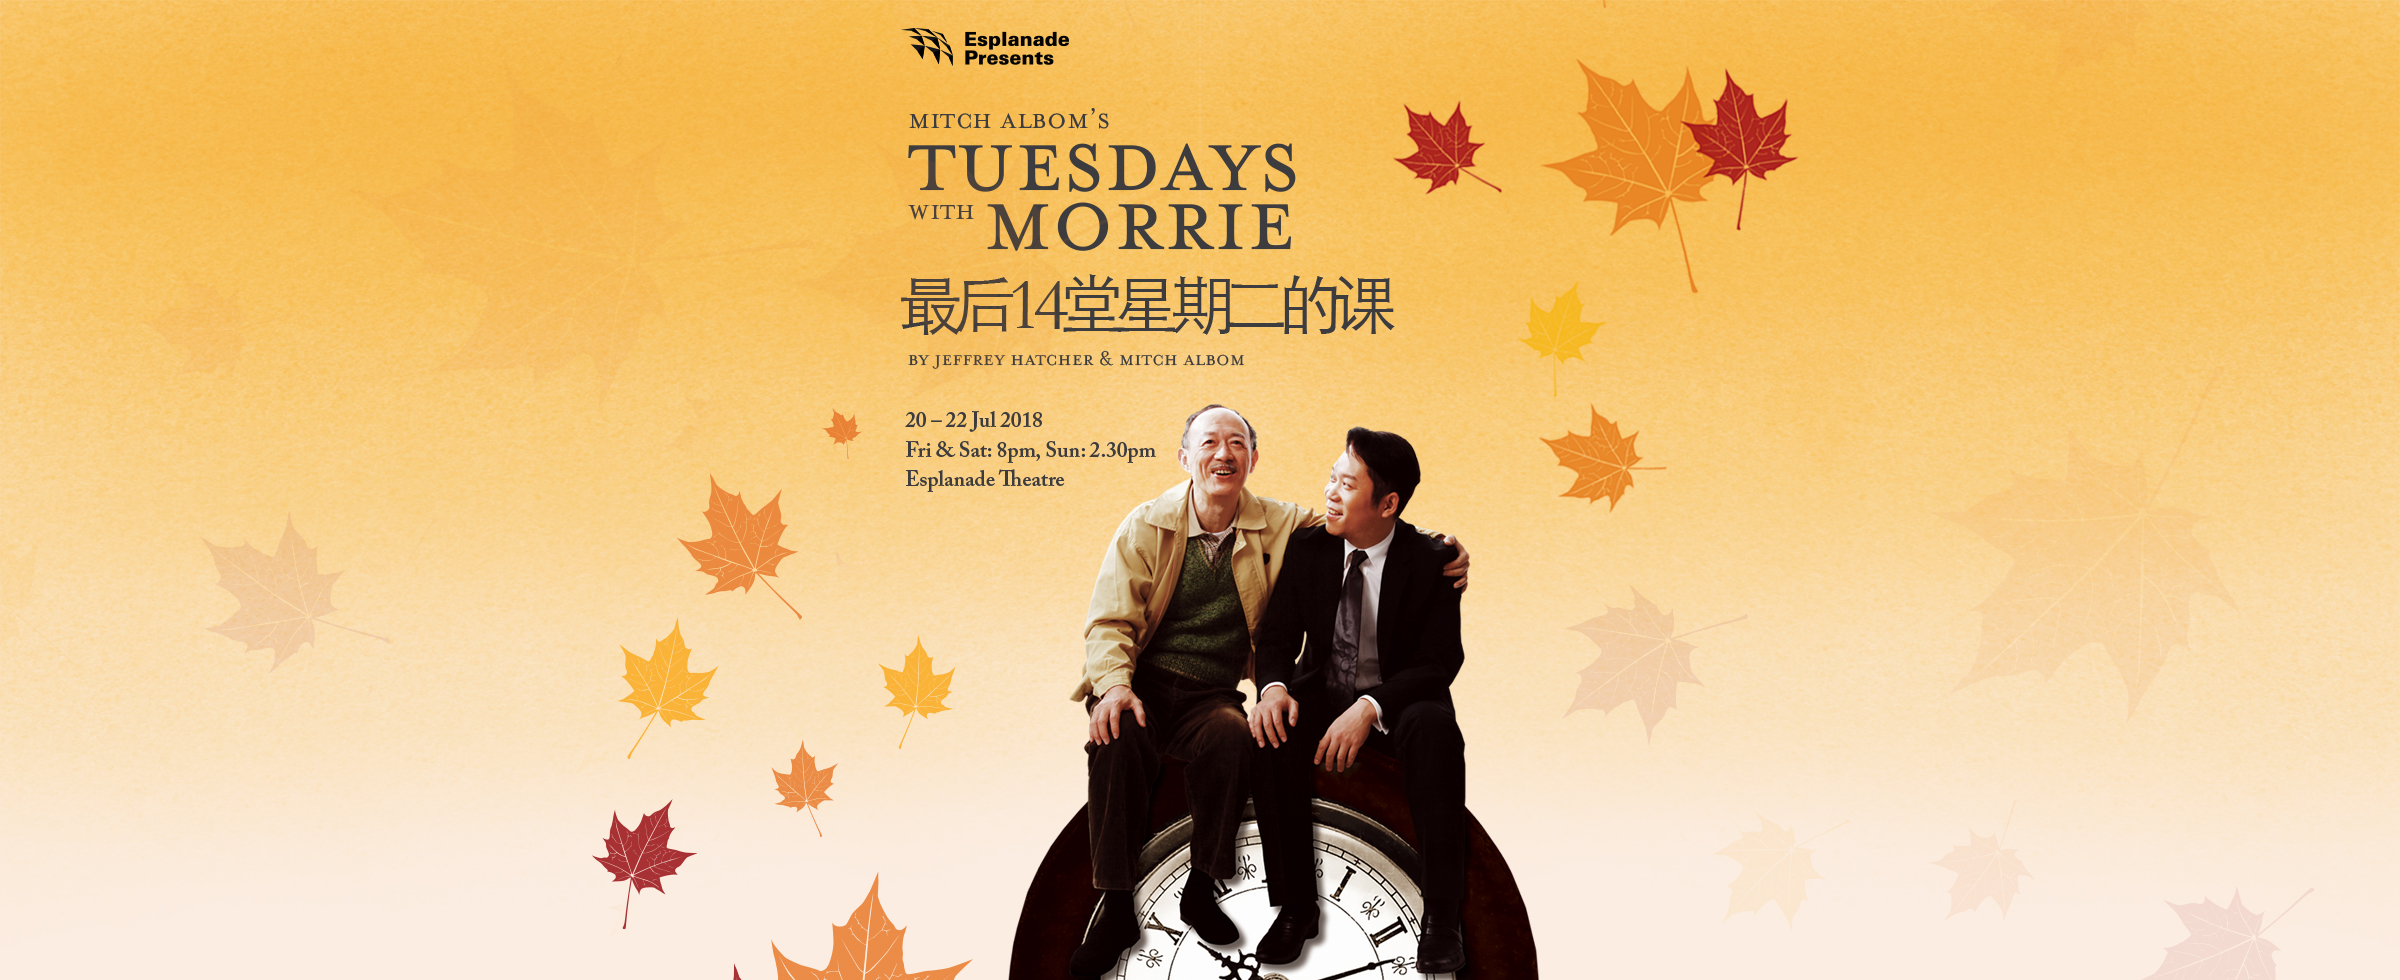 Esplanade
Presents
MITCH ALBOM'S
TUESDAYS
WITH MORRIE
最后14堂星期二的课
BY JEFFREY HATCHER & MITCH ALBOM
20 – 22 Jul 2018
Fri & Sat: 8pm, Sun: 2.30pm
Esplanade Theatre
I
II